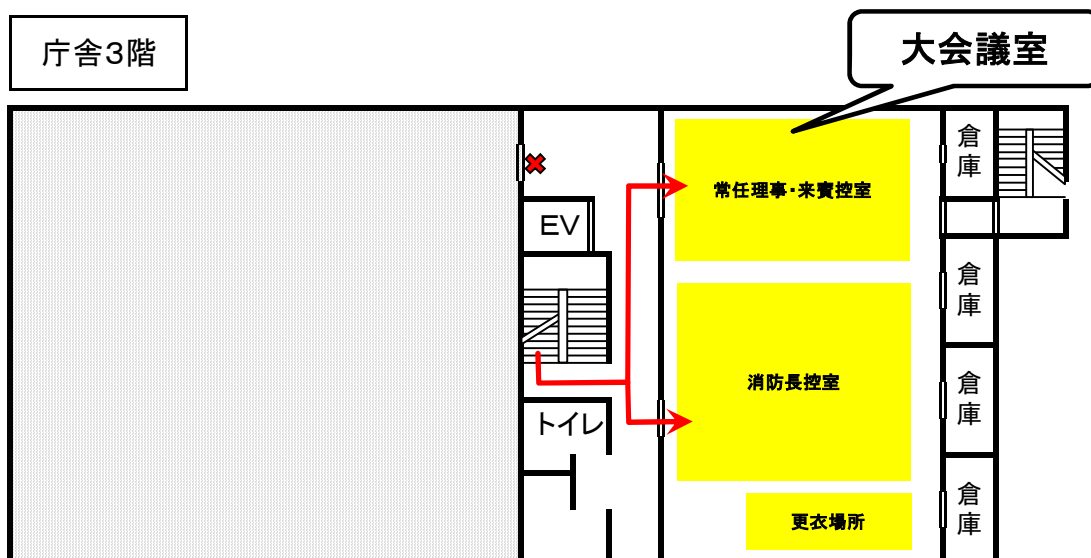 庁舎3階
大会議室
倉庫
常任理事・来賓控室
EV
倉庫
消防長控室
倉庫
トイレ
倉庫
更衣場所